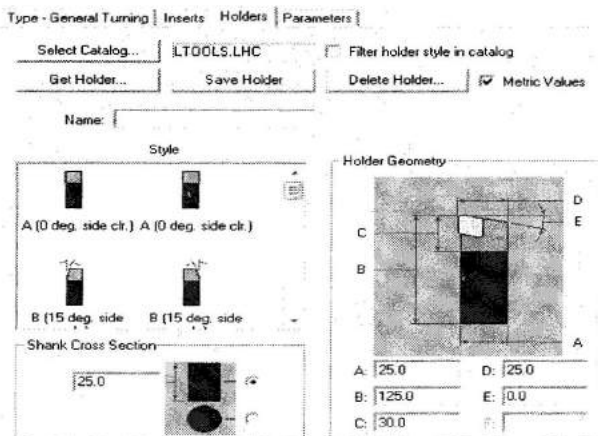 Type - General Turning Inserts Holders Parameters
Select Catalog... LTOOLS.LHC Filter holder style in catalog
Get Holder... Save Holder Delete Holder... Metric Values
Name:
Style
A (0 deg. side clr.) A (0 deg. side clr.)
B (15 deg. side B (15 deg. side
Shank Cross Section
25.0
Holder Geometry
D
E
C
B
A
A: 25.0 D: 25.0
B: 125.0 E: 0.0
C: 30.0